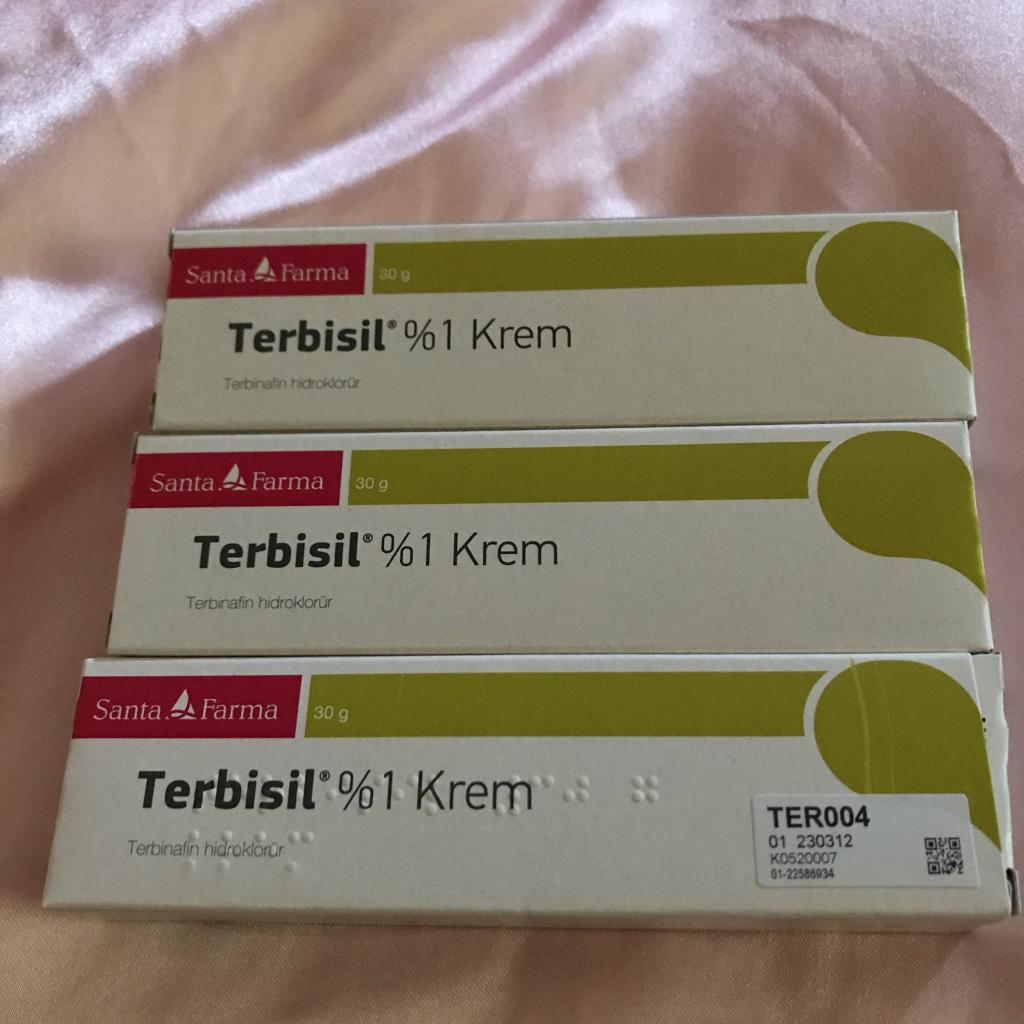 Santa Farma
30 g
Terbisil® %1 Krem
Terbinafin hidroklorür
Santa Farma
30 g
Terbisil® %1 Krem
Terbinafin hidroklorür
Santa Farma
30 g
Terbisil® %1 Krem
Terbinafin hidroklorür
TER004
01 230312
K0520007
01-22586934